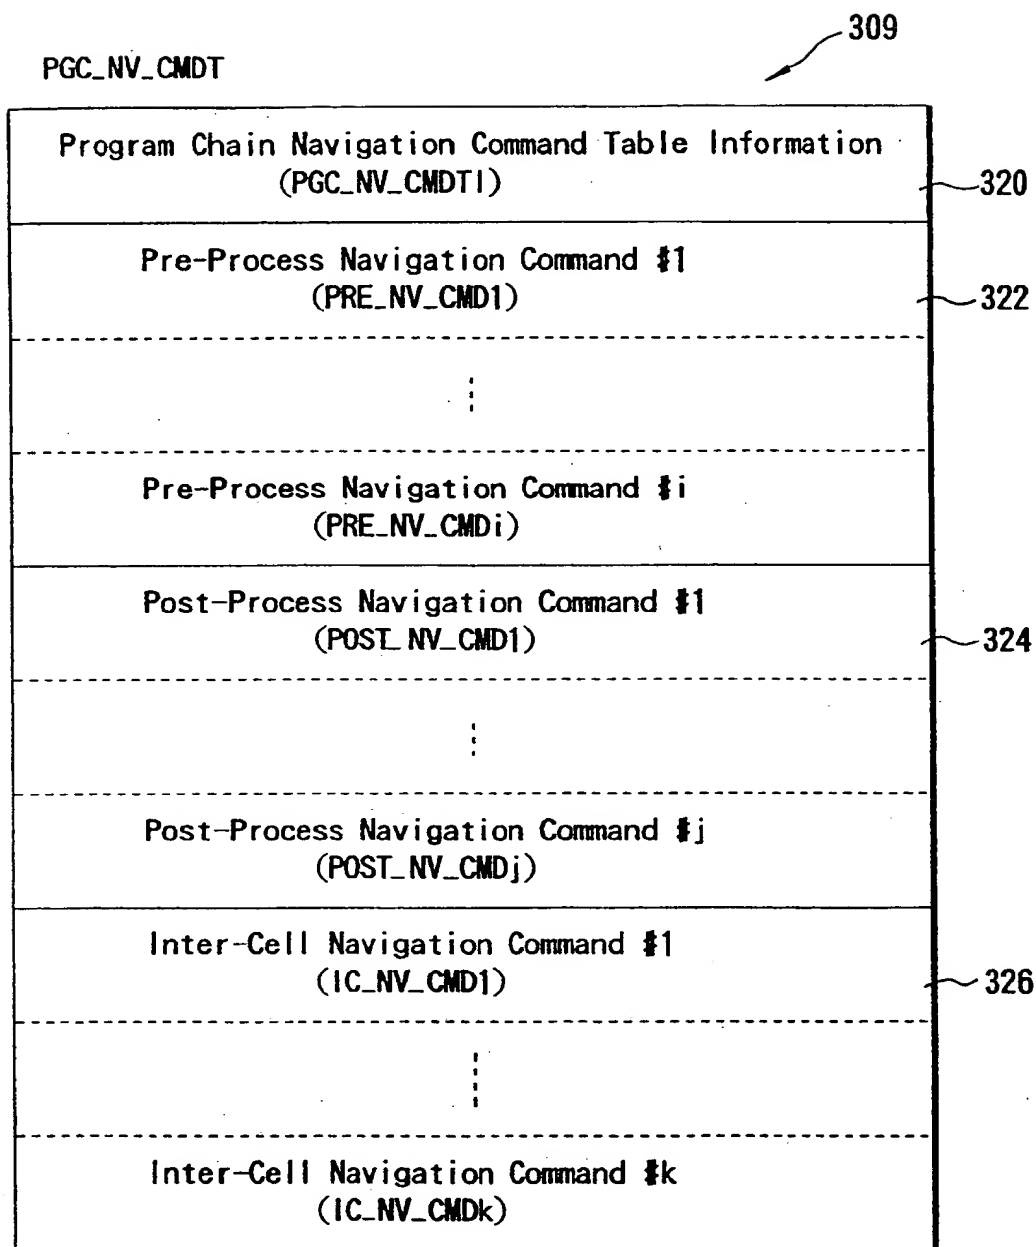 309
PGC_NV_CMDT
Program Chain Navigation Command Table Information
(PGC_NV_CMDTI)
320
Pre-Process Navigation Command #1
(PRE_NV_CMD1)
322
Pre-Process Navigation Command #i
(PRE_NV_CMDi)
Post-Process Navigation Command #1
(POST_NV_CMD1)
324
Post-Process Navigation Command #j
(POST_NV_CMDj)
Inter-Cell Navigation Command #1
(IC_NV_CMD1)
326
Inter-Cell Navigation Command #k
(IC_NV_CMDk)